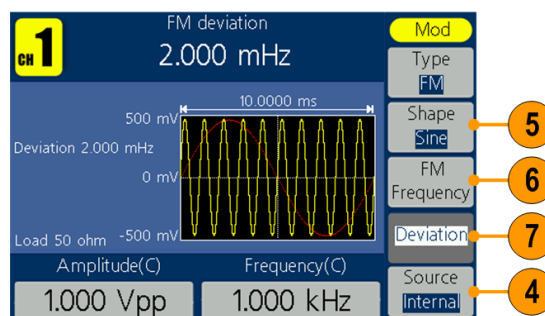 CH 1
FM deviation
2.000 mHz
Mod
Type
FM
Shape
Sine
5
FM
Frequency
6
Deviation
7
Source
Internal
4
10.0000 ms
500 mV
Deviation 2.000 mHz
0 mV
Load 50 ohm
-500 mV
Amplitude(C)
1.000 Vpp
Frequency(C)
1.000 kHz